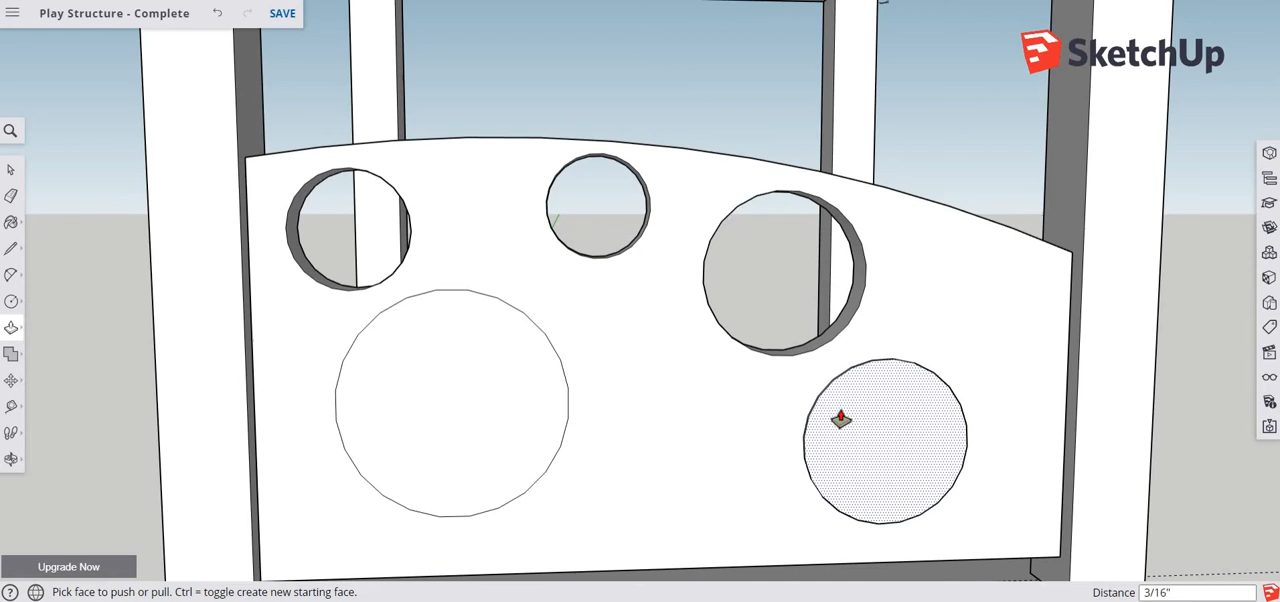 Play Structure - Complete
SAVE
SketchUp
Upgrade Now
Pick face to push or pull. Ctrl = toggle create new starting face.
Distance 3/16"